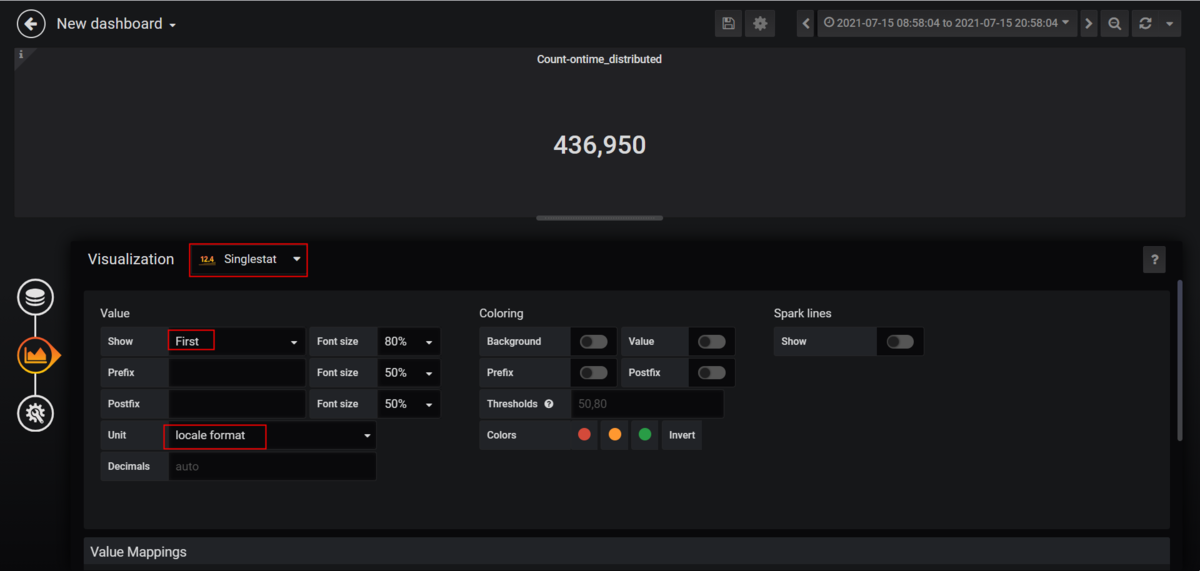 New dashboard
2021-07-15 08:58:04 to 2021-07-15 20:58:04
i
Count-ontime_distributed
436,950
Visualization 12.4 Singlestat ?
Value Coloring Spark lines
Show First Font size 80% Background Value Show
Prefix Font size 50% Prefix Postfix
Postfix Font size 50% Thresholds ? 50,80
Unit locale format Colors Invert
Decimals auto
Value Mappings